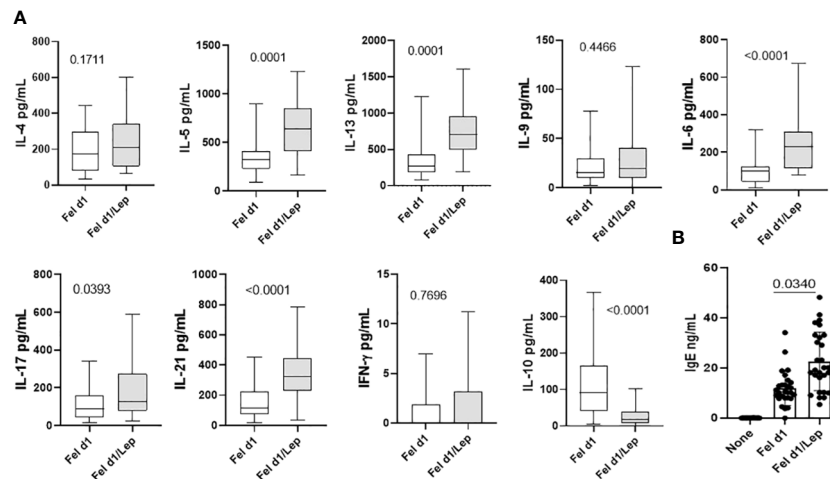 A
IL-4 pg/mL
800
600
400
200
0
0.1711
Fel d1
Fel d1/Lep
IL-5 pg/mL
1500
1000
500
0
0.0001
Fel d1
Fel d1/Lep
IL-13 pg/mL
2000
1500
1000
500
0
0.0001
Fel d1
Fel d1/Lep
IL-9 pg/mL
150
100
50
0
0.4466
Fel d1
Fel d1/Lep
IL-6 pg/mL
800
600
400
200
0
<0.0001
Fel d1
Fel d1/Lep
IL-17 pg/mL
800
600
400
200
0
0.0393
Fel d1
Fel d1/Lep
IL-21 pg/mL
1000
800
600
400
200
0
<0.0001
Fel d1
Fel d1/Lep
IFN-γ pg/mL
15
10
5
0
0.7696
Fel d1
Fel d1/Lep
IL-10 pg/mL
400
300
200
100
0
<0.0001
Fel d1
Fel d1/Lep
B
IgE ng/mL
60
40
20
0
0.0340
None
Fel d1
Fel d1/Lep